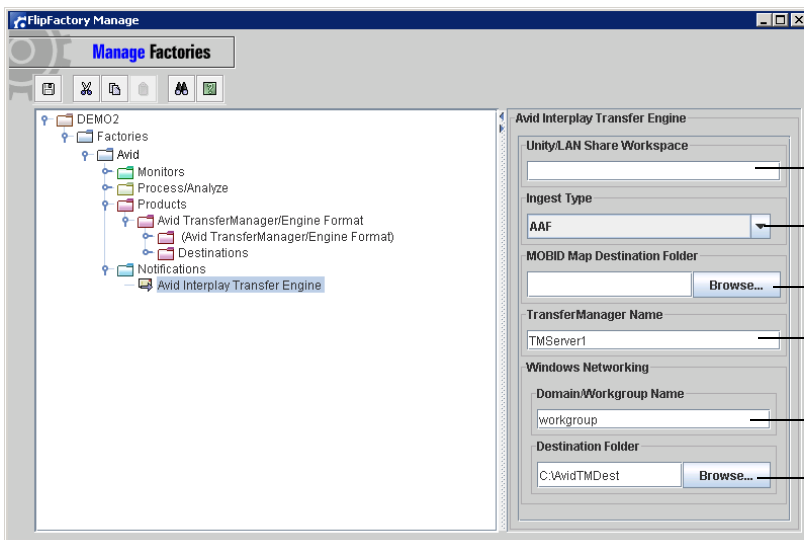 FlipFactory Manage
Manage Factories
DEMO2
Factories
Avid
Monitors
Process/Analyze
Products
Avid TransferManager/Engine Format
(Avid TransferManager/Engine Format)
Destinations
Notifications
Avid Interplay Transfer Engine
Avid Interplay Transfer Engine
Unity/LAN Share Workspace
Ingest Type
AAF
MOBID Map Destination Folder
Browse...
TransferManager Name
TMServer1
Windows Networking
Domain/Workgroup Name
workgroup
Destination Folder
C:\AvidTMDest Browse...